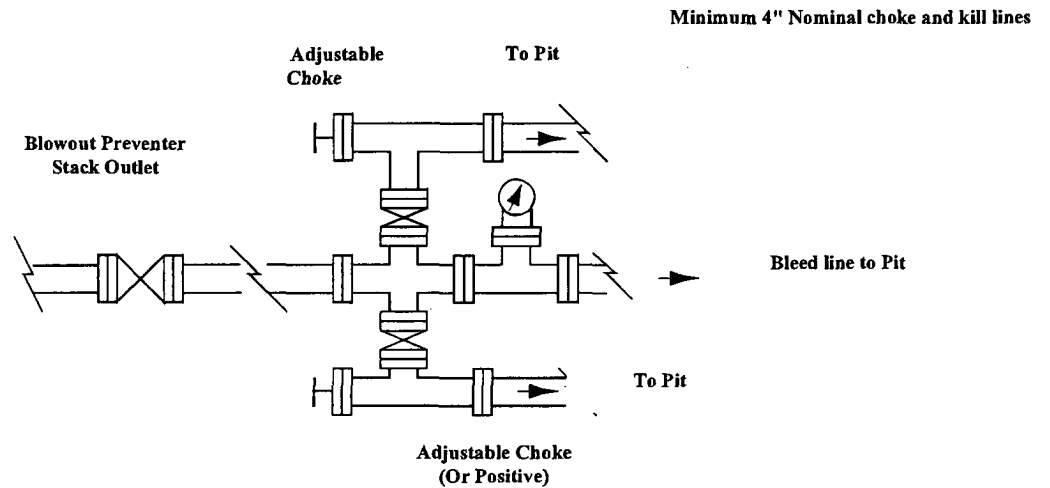 Minimum 4" Nominal choke and kill lines
Adjustable
Choke
To Pit
Blowout Preventer
Stack Outlet
Bleed line to Pit
To Pit
Adjustable Choke
(Or Positive)